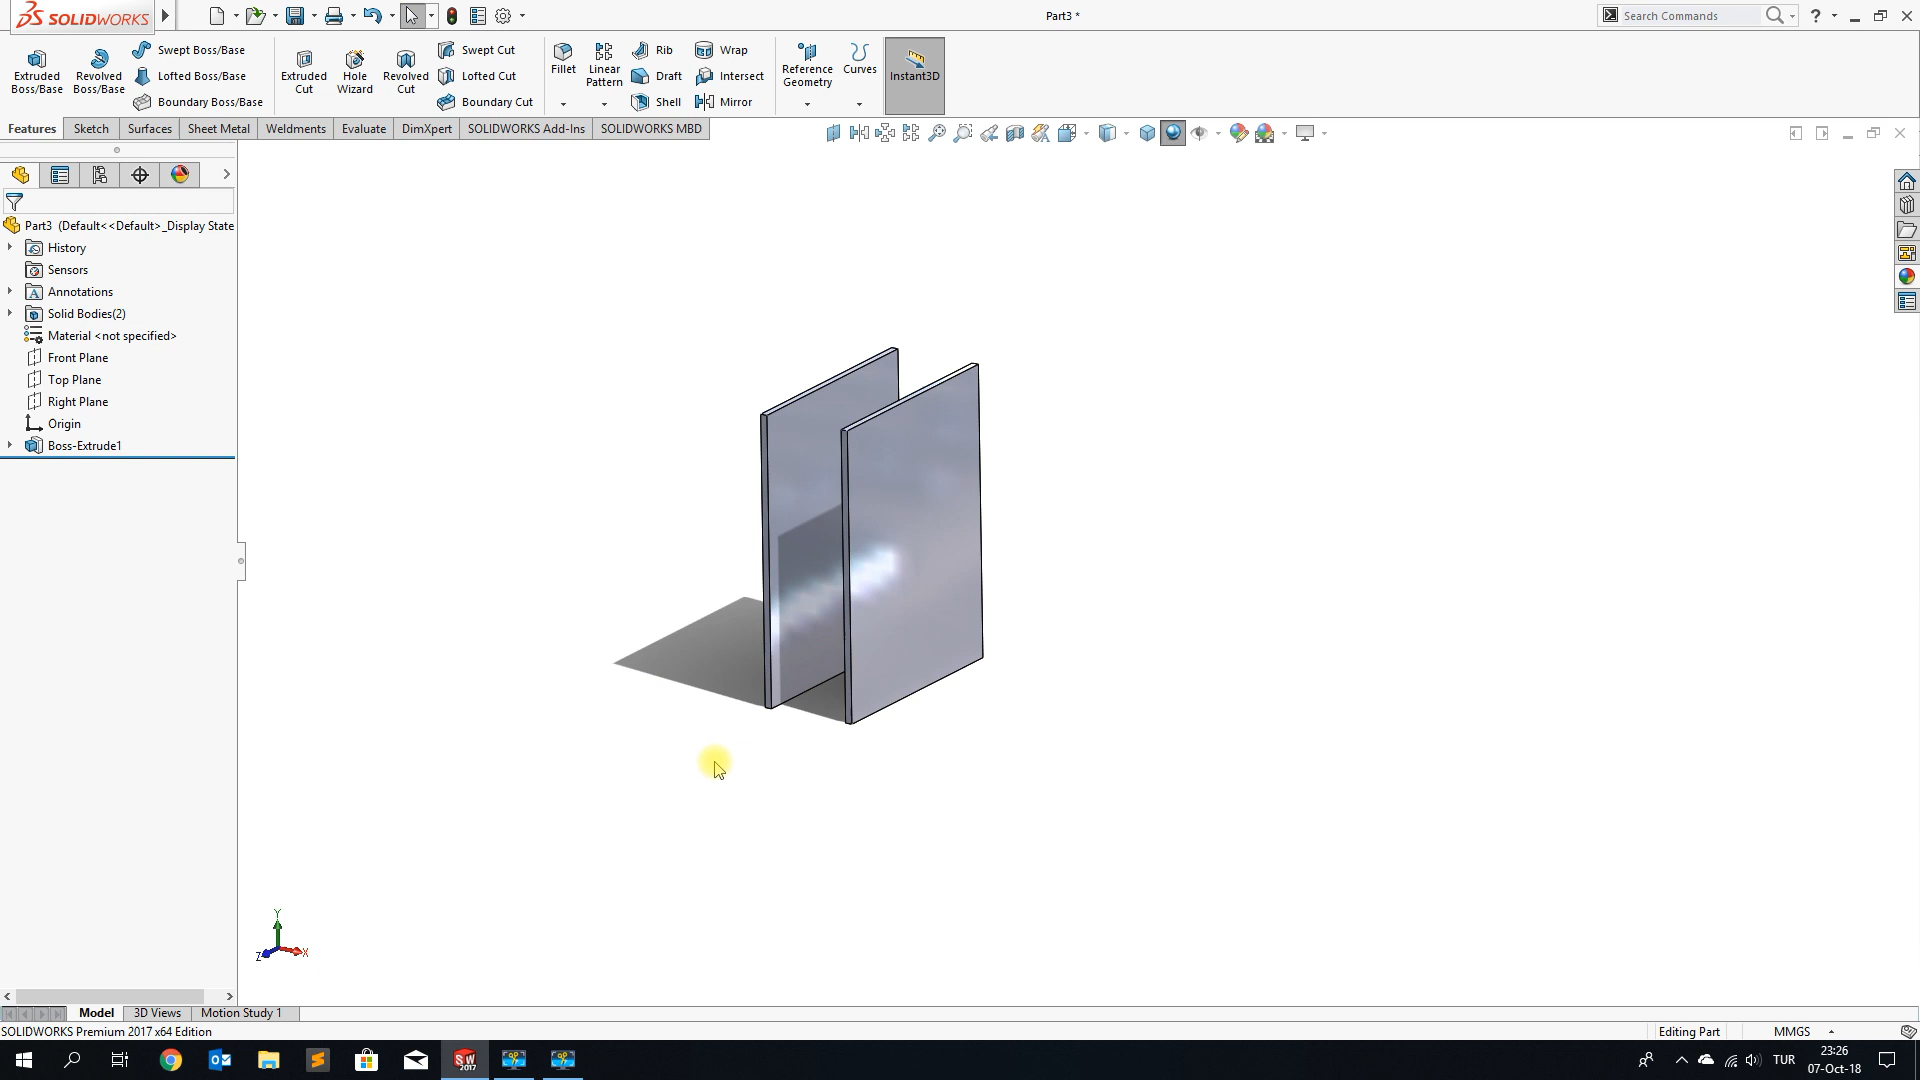 SOLIDWORKS
Part3 *
Search Commands
?
Extruded Boss/Base
Revolved Boss/Base
Swept Boss/Base
Lofted Boss/Base
Boundary Boss/Base
Extruded Cut
Hole Wizard
Revolved Cut
Swept Cut
Lofted Cut
Boundary Cut
Fillet
Linear Pattern
Rib
Draft
Shell
Wrap
Intersect
Mirror
Reference Geometry
Curves
Instant3D
Features
Sketch
Surfaces
Sheet Metal
Weldments
Evaluate
DimXpert
SOLIDWORKS Add-Ins
SOLIDWORKS MBD
Part3 (Default<<Default>_Display State
History
Sensors
Annotations
Solid Bodies(2)
Material <not specified>
Front Plane
Top Plane
Right Plane
Origin
Boss-Extrude1
Y
Z
X
Model
3D Views
Motion Study 1
SOLIDWORKS Premium 2017 x64 Edition
Editing Part
MMGS
SW
2017
TUR
23:26
07-Oct-18